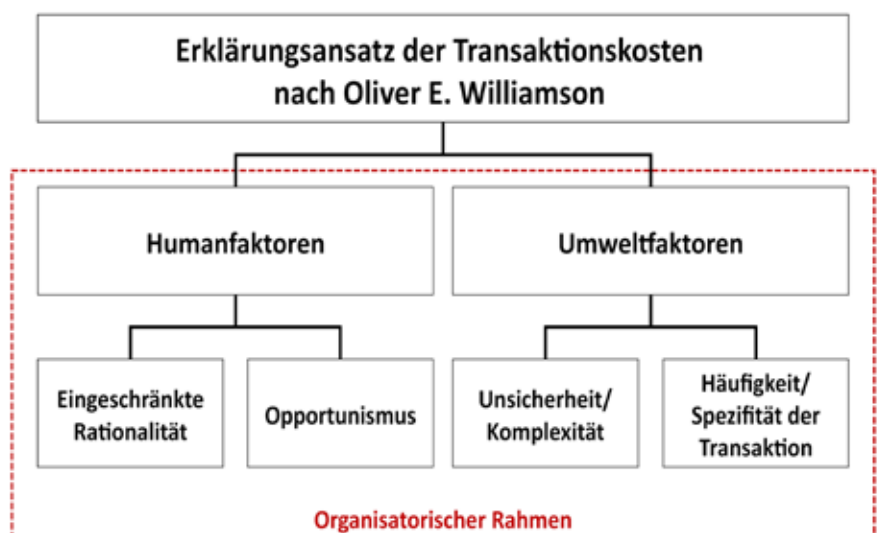 Erklärungsansatz der Transaktionskosten
nach Oliver E. Williamson
Humanfaktoren
Umweltfaktoren
Eingeschränkte
Rationalität
Opportunismus
Unsicherheit/
Komplexität
Häufigkeit/
Spezifität der
Transaktion
Organisatorischer Rahmen